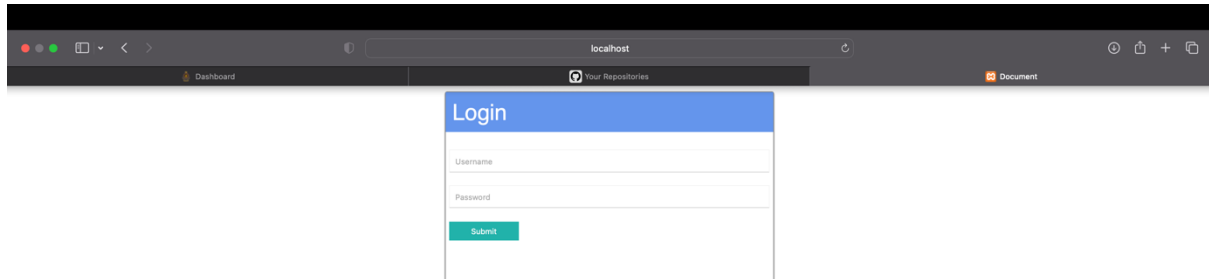 localhost
Dashboard
Your Repositories
Document
Login
Username
Password
Submit